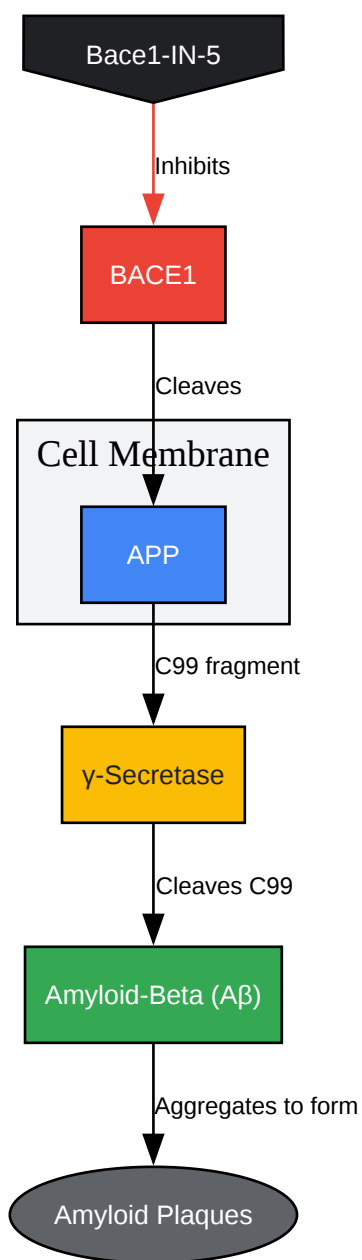 Bace1-IN-5
Inhibits
BACE1
Cleaves
Cell Membrane
APP
C99 fragment
γ-Secretase
Cleaves C99
Amyloid-Beta (Aβ)
Aggregates to form
Amyloid Plaques